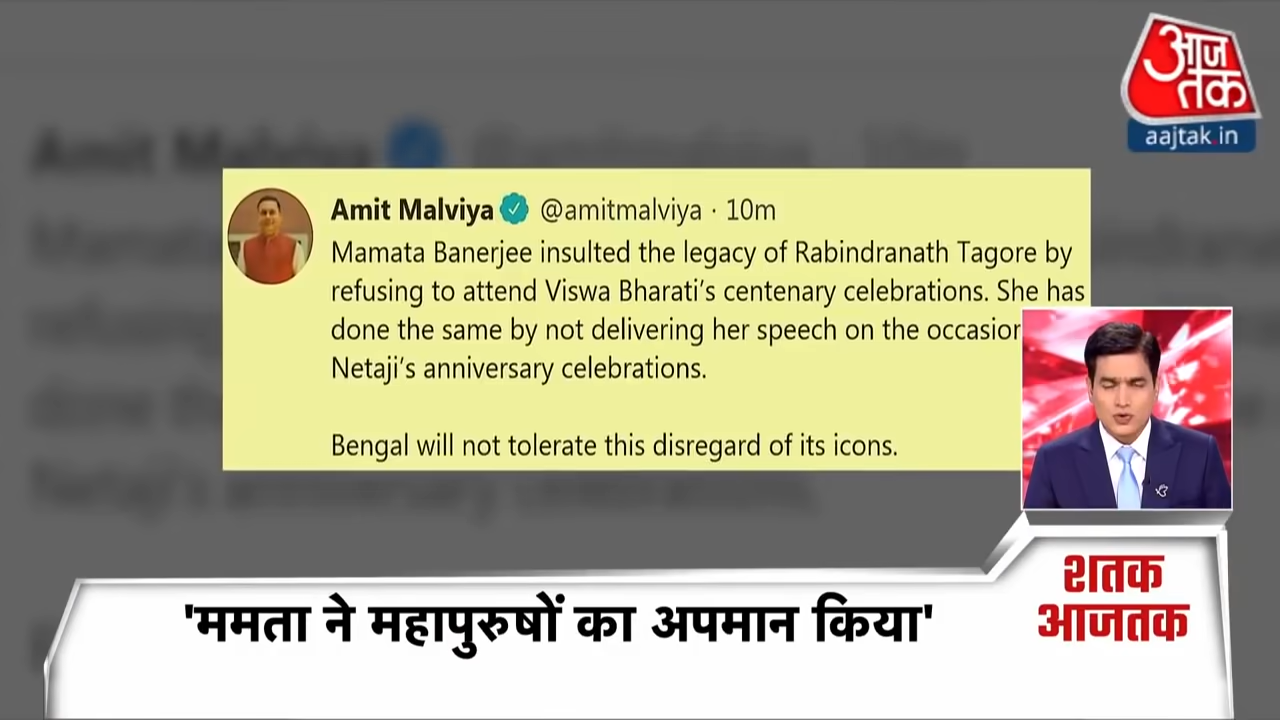 आज
तक
aajtak.in
Amit Malviya @amitmalviya · 10m
Mamata Banerjee insulted the legacy of Rabindranath Tagore by
refusing to attend Viswa Bharati’s centenary celebrations. She has
done the same by not delivering her speech on the occasion
Netaji’s anniversary celebrations.
Bengal will not tolerate this disregard of its icons.
'ममता ने महापुरुषों का अपमान किया'
शतक
आजतक